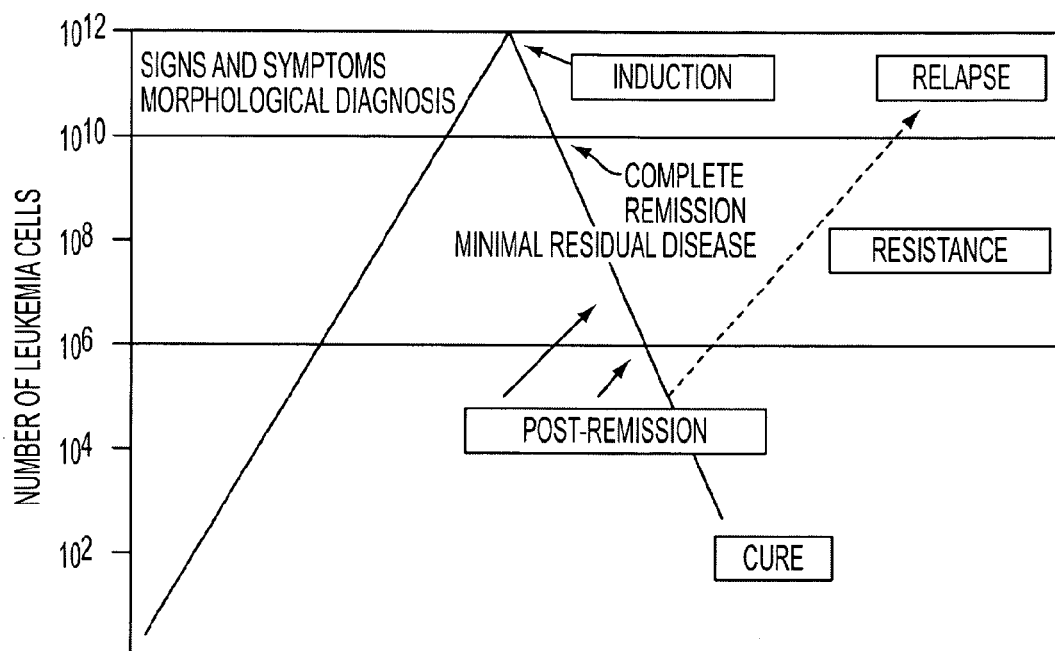 NUMBER OF LEUKEMIA CELLS
10^12
10^10
10^8
10^6
10^4
10^2
SIGNS AND SYMPTOMS
MORPHOLOGICAL DIAGNOSIS
INDUCTION
RELAPSE
COMPLETE
REMISSION
MINIMAL RESIDUAL DISEASE
RESISTANCE
POST-REMISSION
CURE